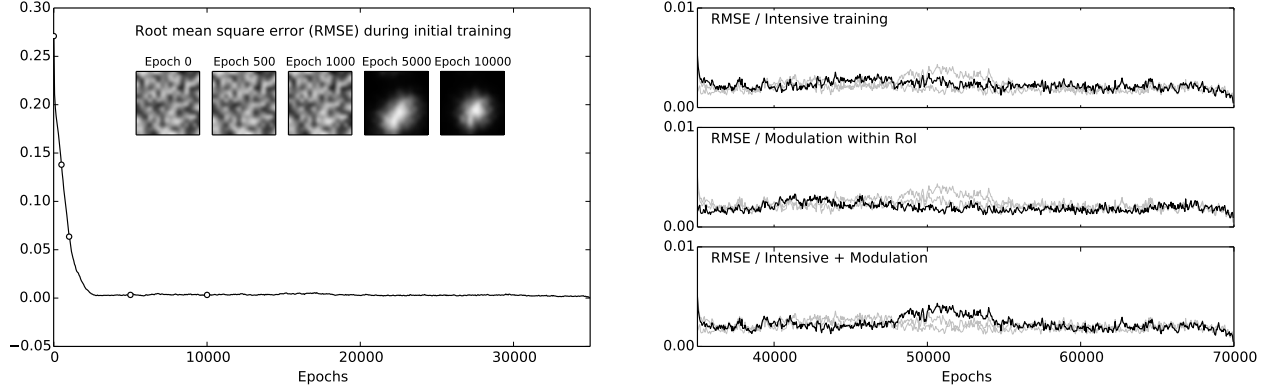 Root mean square error (RMSE) during initial training
Epoch 0 Epoch 500 Epoch 1000 Epoch 5000 Epoch 10000
0.30
0.25
0.20
0.15
0.10
0.05
0.00
−0.05
0 10000 20000 30000
Epochs
0.01
RMSE / Intensive training
0.00
0.01
RMSE / Modulation within RoI
0.00
0.01
RMSE / Intensive + Modulation
0.00
40000 50000 60000 70000
Epochs